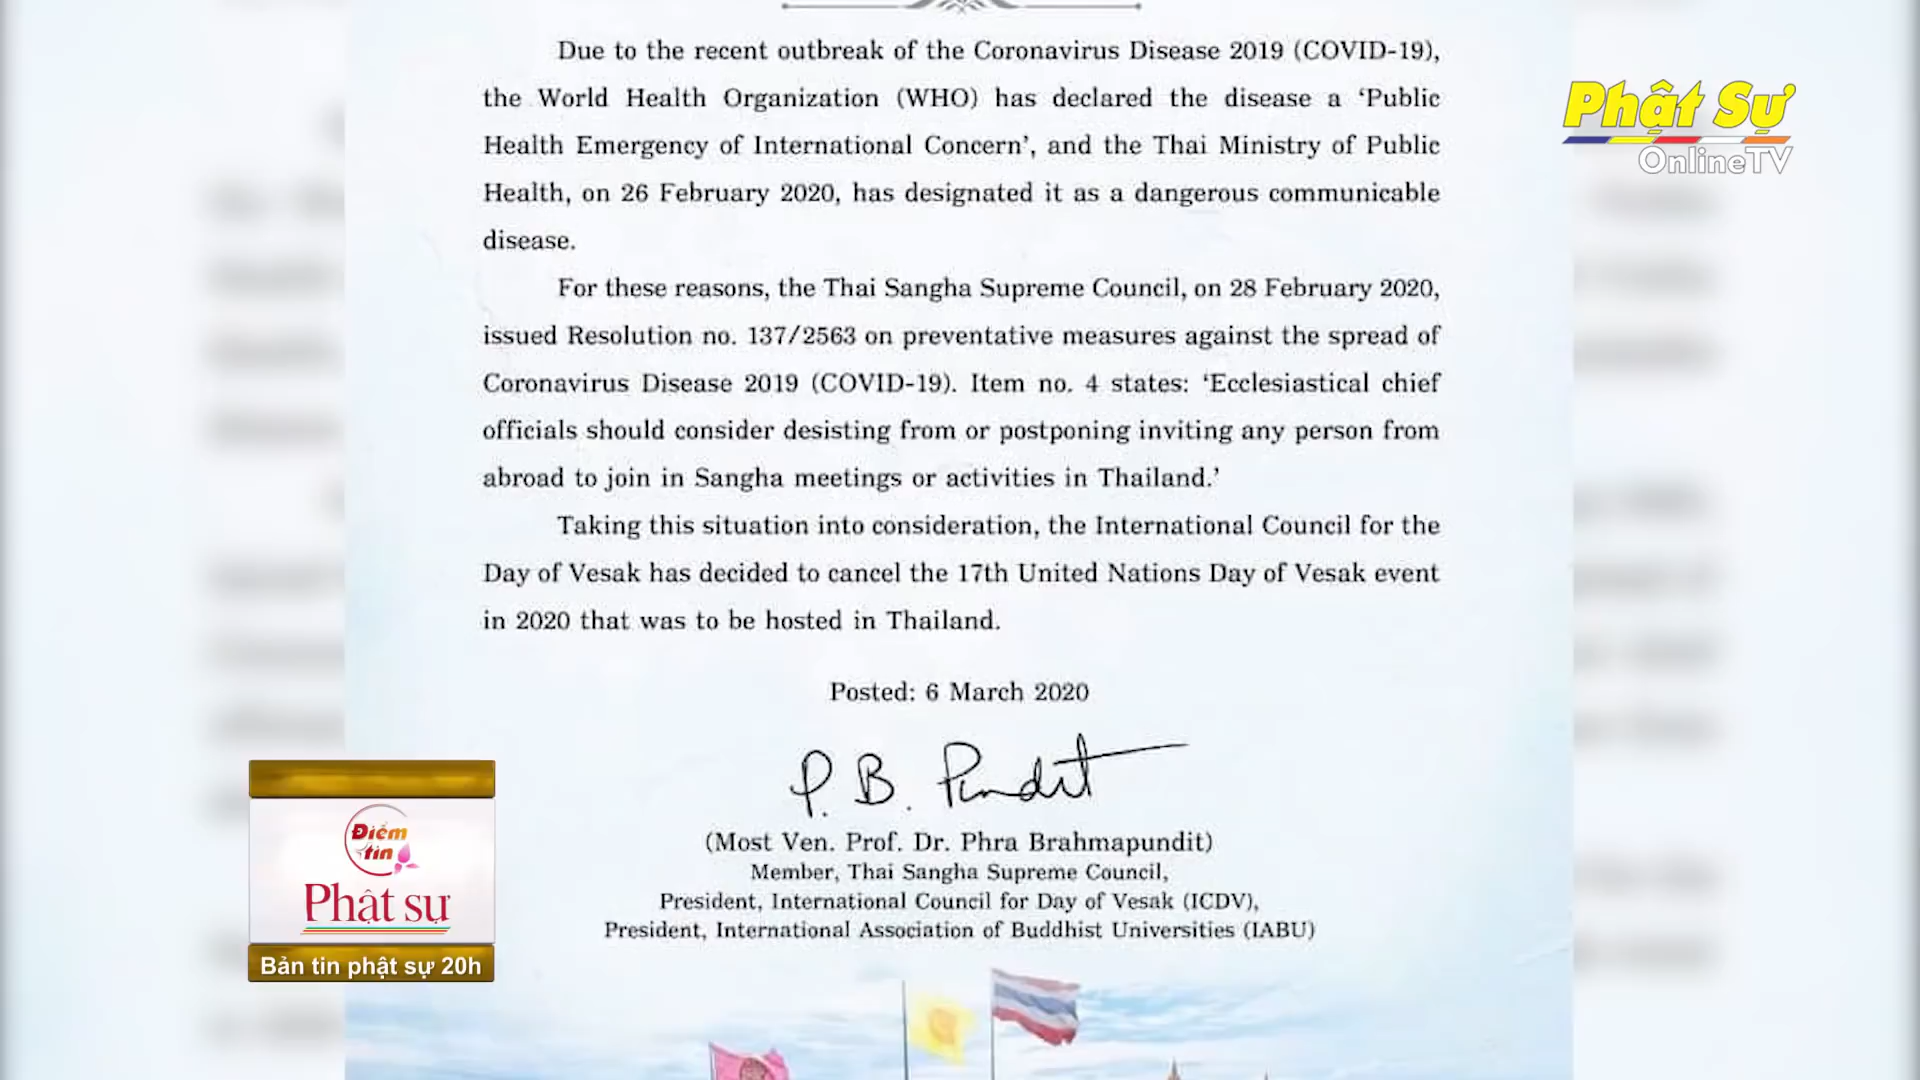 Due to the recent outbreak of the Coronavirus Disease 2019 (COVID-19),
the World Health Organization (WHO) has declared the disease a ‘Public
Health Emergency of International Concern’, and the Thai Ministry of Public
Health, on 26 February 2020, has designated it as a dangerous communicable
disease.
For these reasons, the Thai Sangha Supreme Council, on 28 February 2020,
issued Resolution no. 137/2563 on preventative measures against the spread of
Coronavirus Disease 2019 (COVID-19). Item no. 4 states: ‘Ecclesiastical chief
officials should consider desisting from or postponing inviting any person from
abroad to join in Sangha meetings or activities in Thailand.’
Taking this situation into consideration, the International Council for the
Day of Vesak has decided to cancel the 17th United Nations Day of Vesak event
in 2020 that was to be hosted in Thailand.
Posted: 6 March 2020
P. B. Pundit
(Most Ven. Prof. Dr. Phra Brahmapundit)
Member, Thai Sangha Supreme Council,
President, International Council for Day of Vesak (ICDV),
President, International Association of Buddhist Universities (IABU)
Phật Sự
OnlineTV
Điểm
tin
Phật sự
Bản tin phật sự 20h